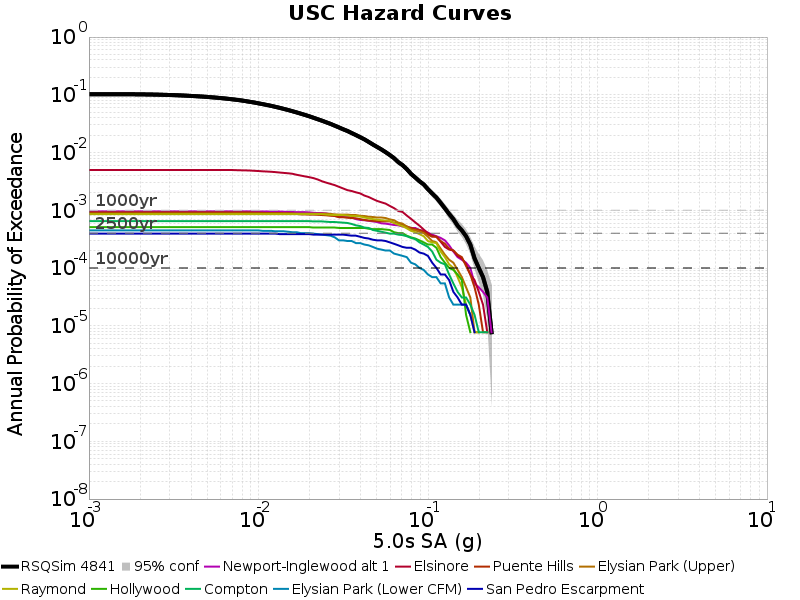 USC Hazard Curves
Annual Probability of Exceedance
10^0
10^-1
10^-2
10^-3
10^-4
10^-5
10^-6
10^-7
10^-8
1000yr
2500yr
10000yr
10^-3 10^-2 10^-1 10^0 10^1
5.0s SA (g)
RSQSim 4841 95% conf Newport-Inglewood alt 1 Elsinore Puente Hills Elysian Park (Upper)
Raymond Hollywood Compton Elysian Park (Lower CFM) San Pedro Escarpment